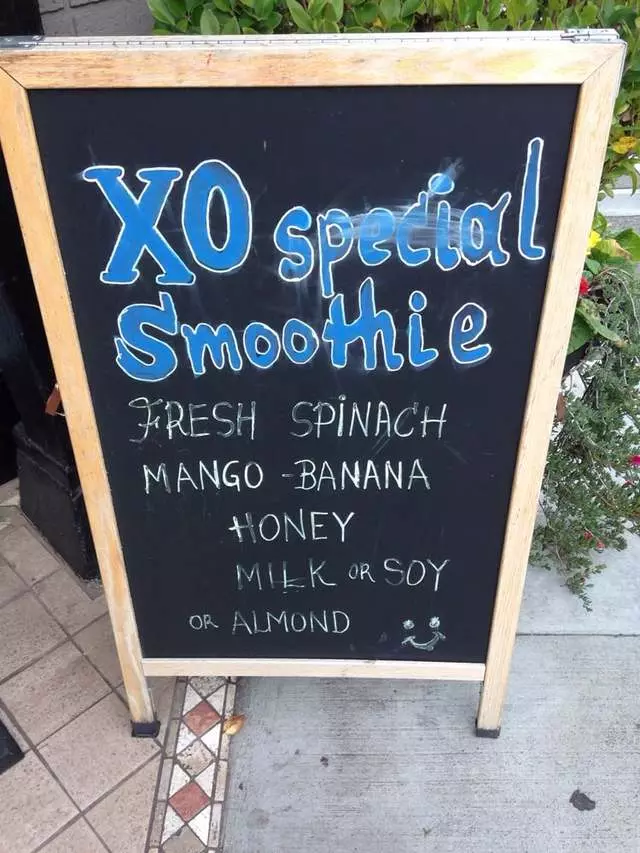 XO special
Smoothie
FRESH SPINACH
MANGO - BANANA
HONEY
MILK OR SOY
OR ALMOND